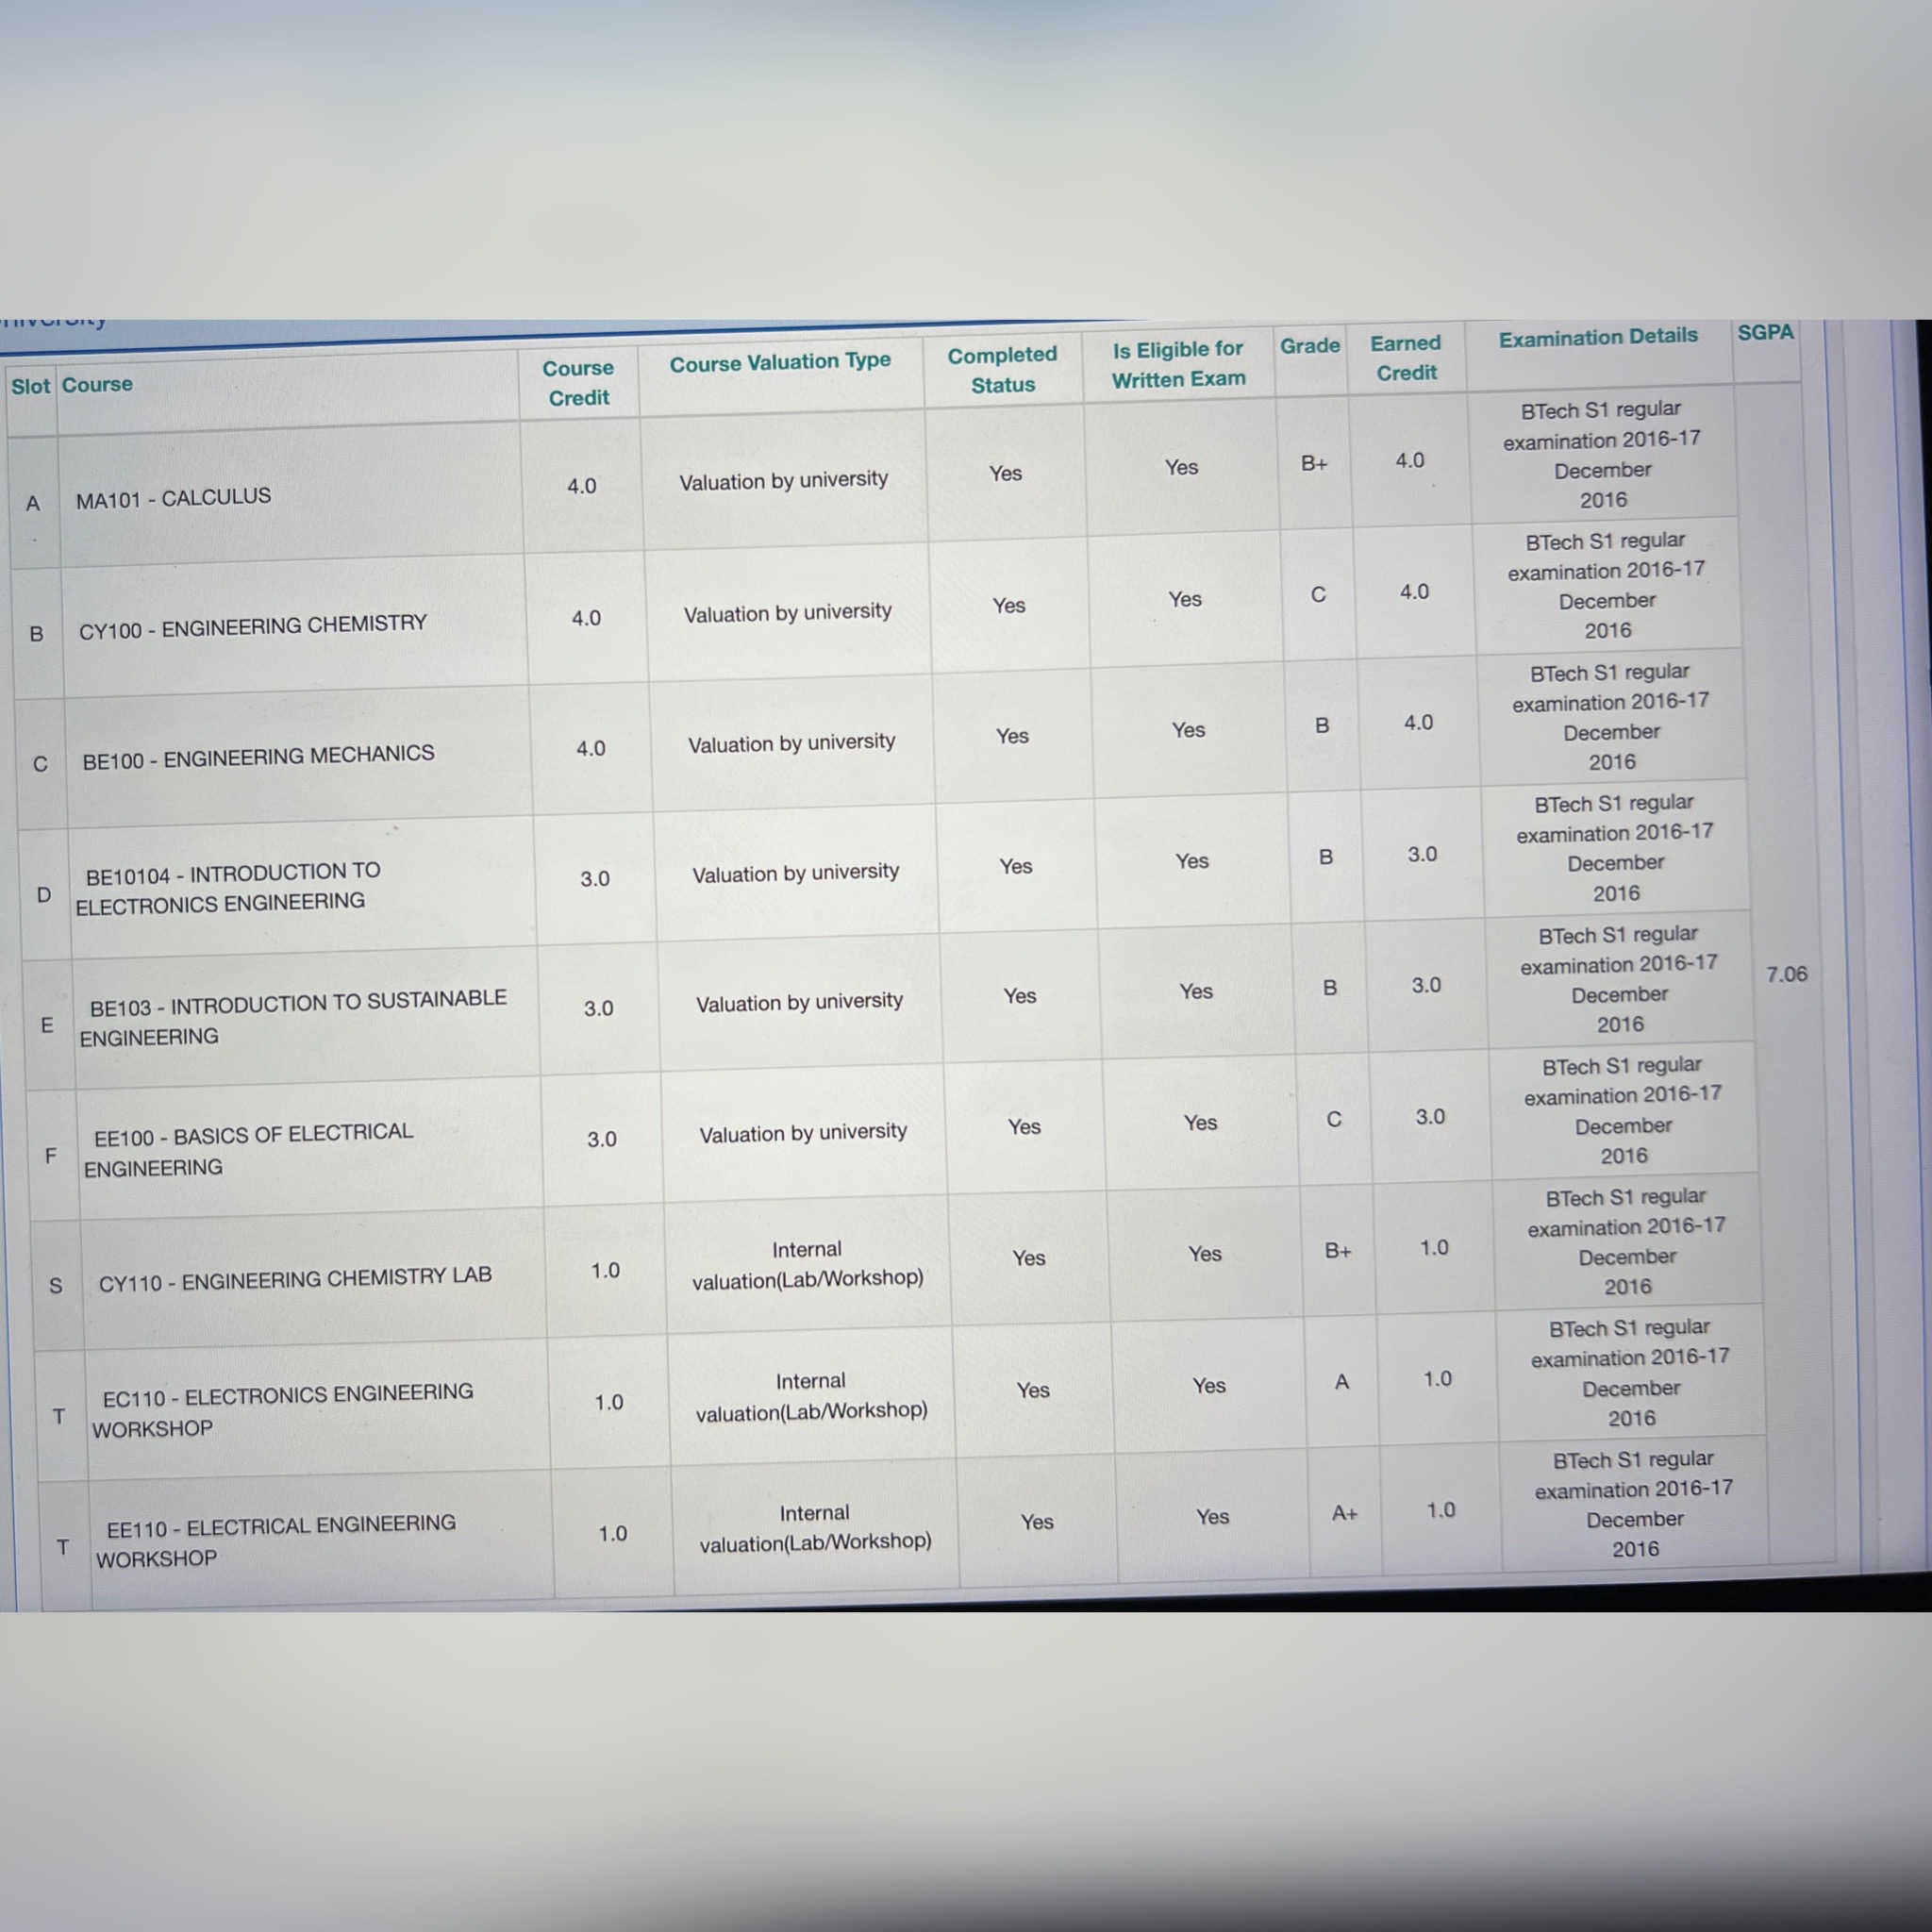 Slot Course Course Credit Course Valuation Type Completed Status Is Eligible for Written Exam Grade Earned Credit Examination Details SGPA
A MA101 - CALCULUS 4.0 Valuation by university Yes Yes B+ 4.0 BTech S1 regular examination 2016-17 December 2016
B CY100 - ENGINEERING CHEMISTRY 4.0 Valuation by university Yes Yes C 4.0 BTech S1 regular examination 2016-17 December 2016
C BE100 - ENGINEERING MECHANICS 4.0 Valuation by university Yes Yes B 4.0 BTech S1 regular examination 2016-17 December 2016
D BE10104 - INTRODUCTION TO ELECTRONICS ENGINEERING 3.0 Valuation by university Yes Yes B 3.0 BTech S1 regular examination 2016-17 December 2016
E BE103 - INTRODUCTION TO SUSTAINABLE ENGINEERING 3.0 Valuation by university Yes Yes B 3.0 BTech S1 regular examination 2016-17 December 2016 7.06
F EE100 - BASICS OF ELECTRICAL ENGINEERING 3.0 Valuation by university Yes Yes C 3.0 BTech S1 regular examination 2016-17 December 2016
S CY110 - ENGINEERING CHEMISTRY LAB 1.0 Internal valuation(Lab/Workshop) Yes Yes B+ 1.0 BTech S1 regular examination 2016-17 December 2016
T EC110 - ELECTRONICS ENGINEERING WORKSHOP 1.0 Internal valuation(Lab/Workshop) Yes Yes A 1.0 BTech S1 regular examination 2016-17 December 2016
T EE110 - ELECTRICAL ENGINEERING WORKSHOP 1.0 Internal valuation(Lab/Workshop) Yes Yes A+ 1.0 BTech S1 regular examination 2016-17 December 2016